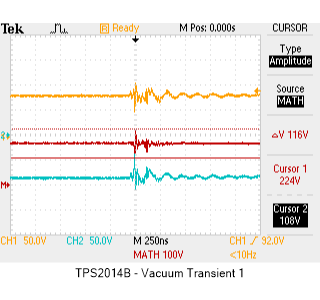 Tek
R Ready
M Pos: 0.000s
CURSOR
Type
Amplitude
Source
MATH
△V 116V
Cursor 1
224V
Cursor 2
108V
2
M
CH1 50.0V CH2 50.0V M 250ns CH1 / 92.0V
MATH 100V <10Hz
TPS2014B - Vacuum Transient 1